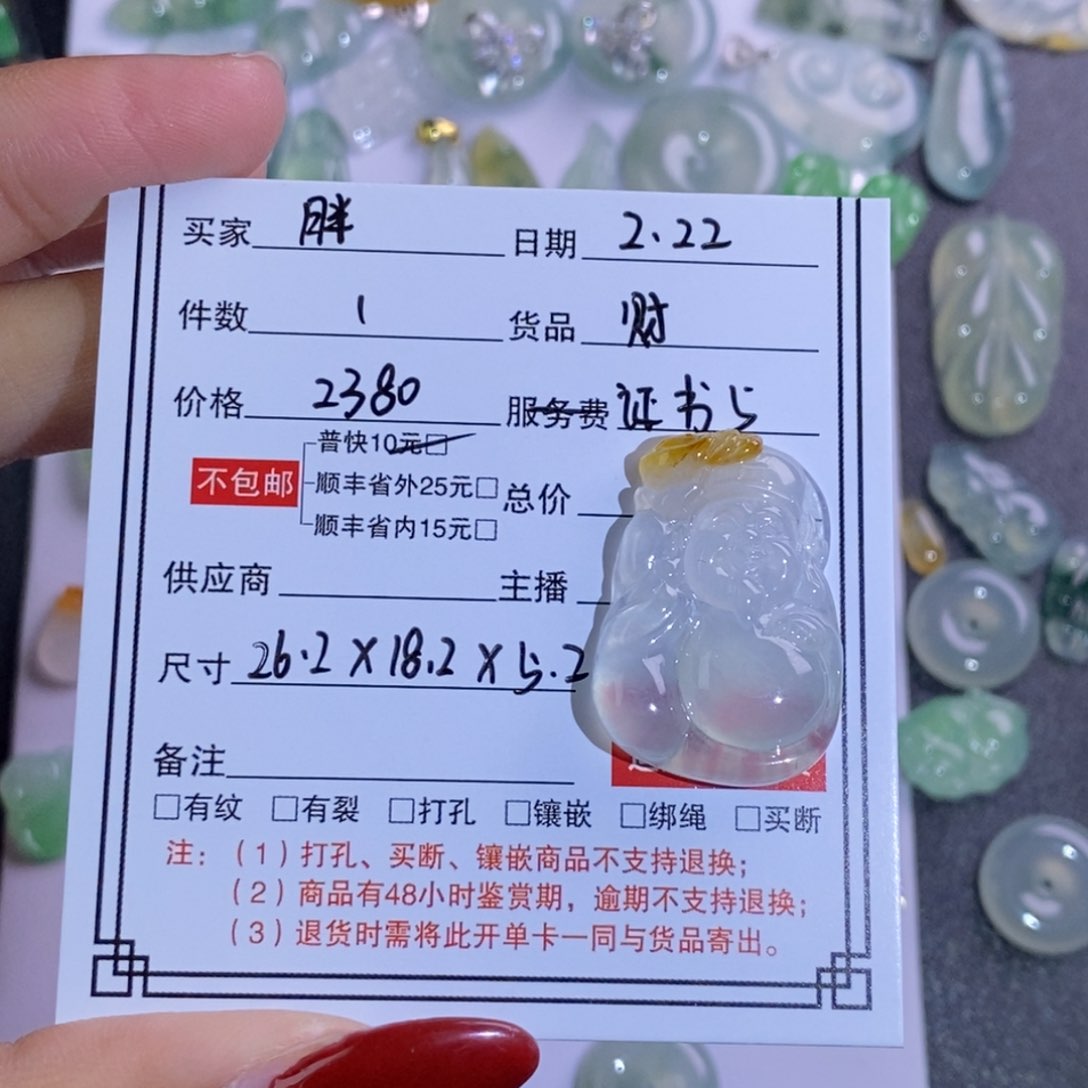 买家 胖 日期 2.22
件数 1 货品 财
价格 2380 服务费 证书5
普快10元□
不包邮 顺丰省外25元□ 总价
顺丰省内15元□
供应商 主播
尺寸 26.2×18.2×5.2
备注
□有纹 □有裂 □打孔 □镶嵌 □绑绳 □买断
注：（1）打孔、买断、镶嵌商品不支持退换；
（2）商品有48小时鉴赏期，逾期不支持退换；
（3）退货时需将此开单卡一同与货品寄出。